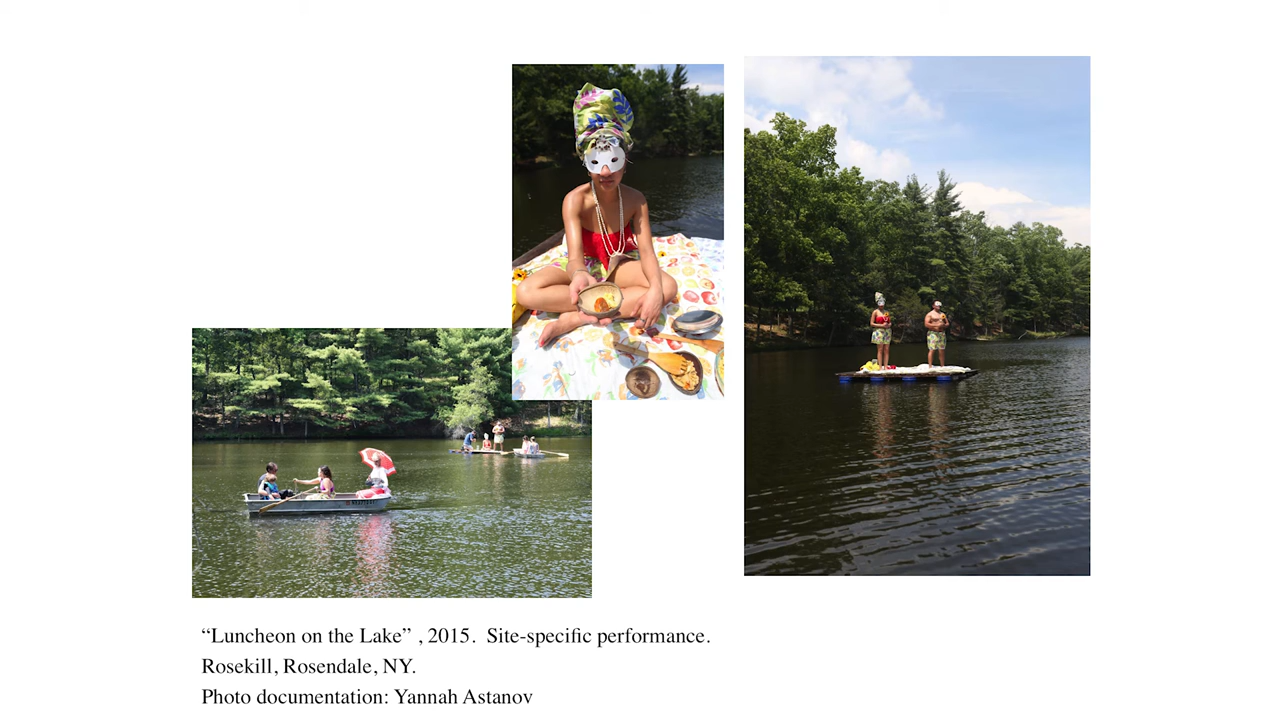 “Luncheon on the Lake” , 2015.  Site-specific performance.
Rosekill, Rosendale, NY.
Photo documentation: Yannah Astanov